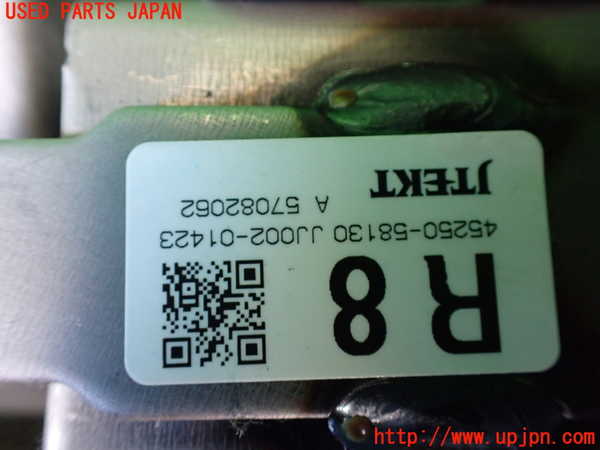 USED PARTS JAPAN
R8
45250-58130 JJ002-01423
A 57082062
JTEKT
http://www.upjpn.com/